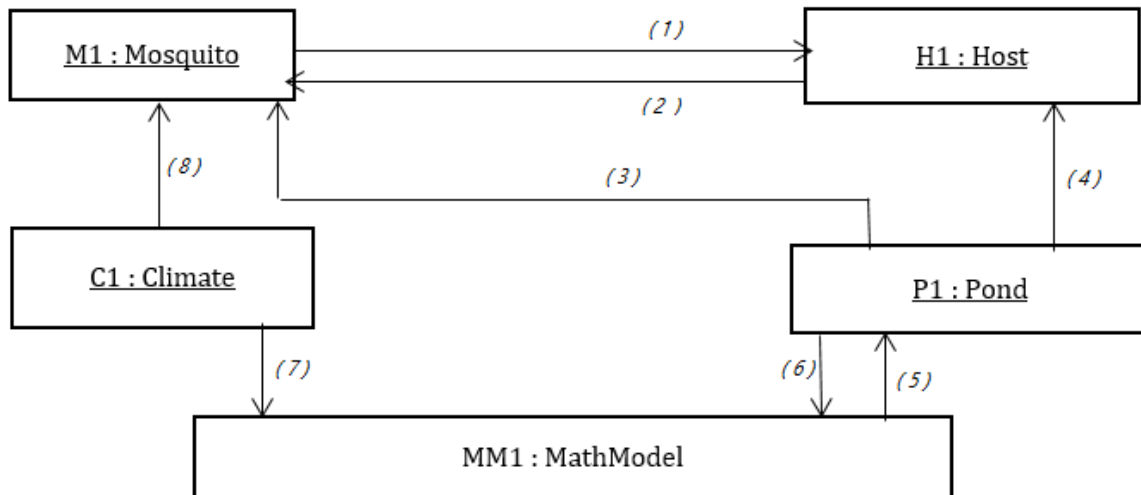 M1 : Mosquito
(1)
H1 : Host
(2)
(8)
(3)
(4)
C1 : Climate
P1 : Pond
(7)
(6)
(5)
MM1 : MathModel